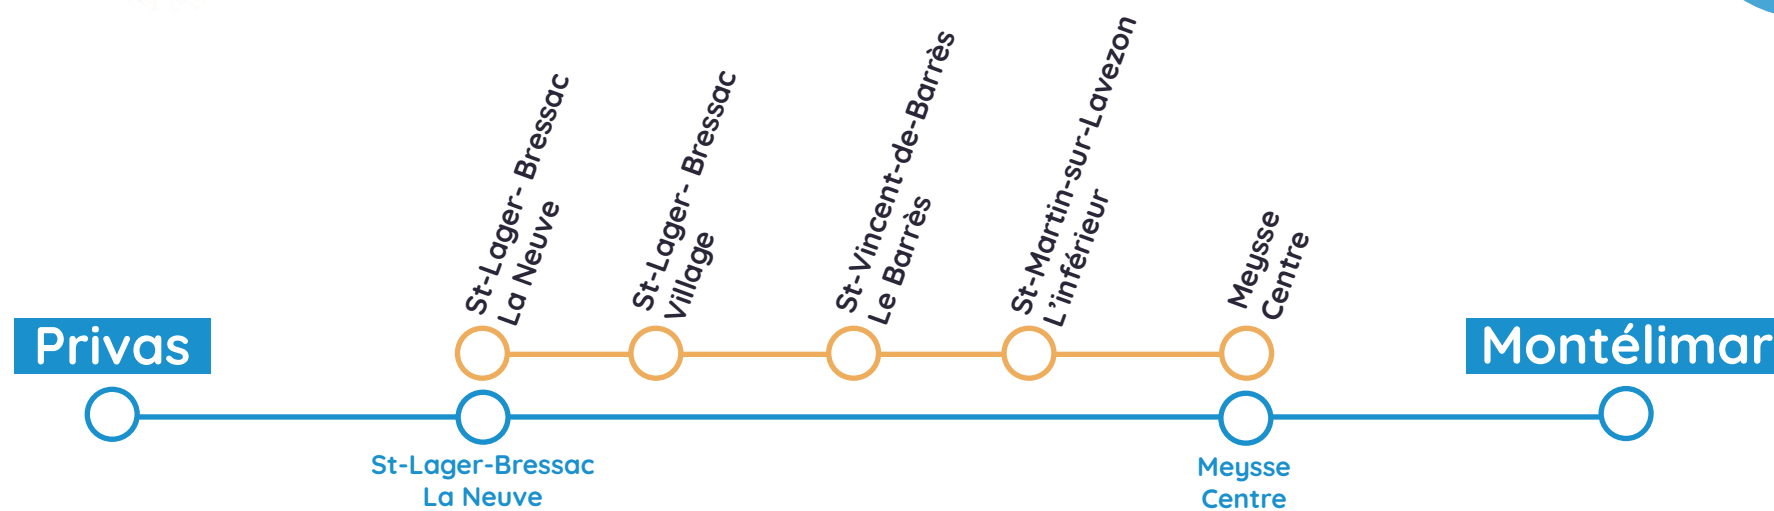 St-Lager- Bressac
La Neuve
St-Lager- Bressac
Village
St-Vincent-de-Barrès
Le Barrès
St-Martin-sur-Lavezon
L'inférieur
Meysse
Centre
Privas
Montélimar
St-Lager-Bressac
La Neuve
Meysse
Centre